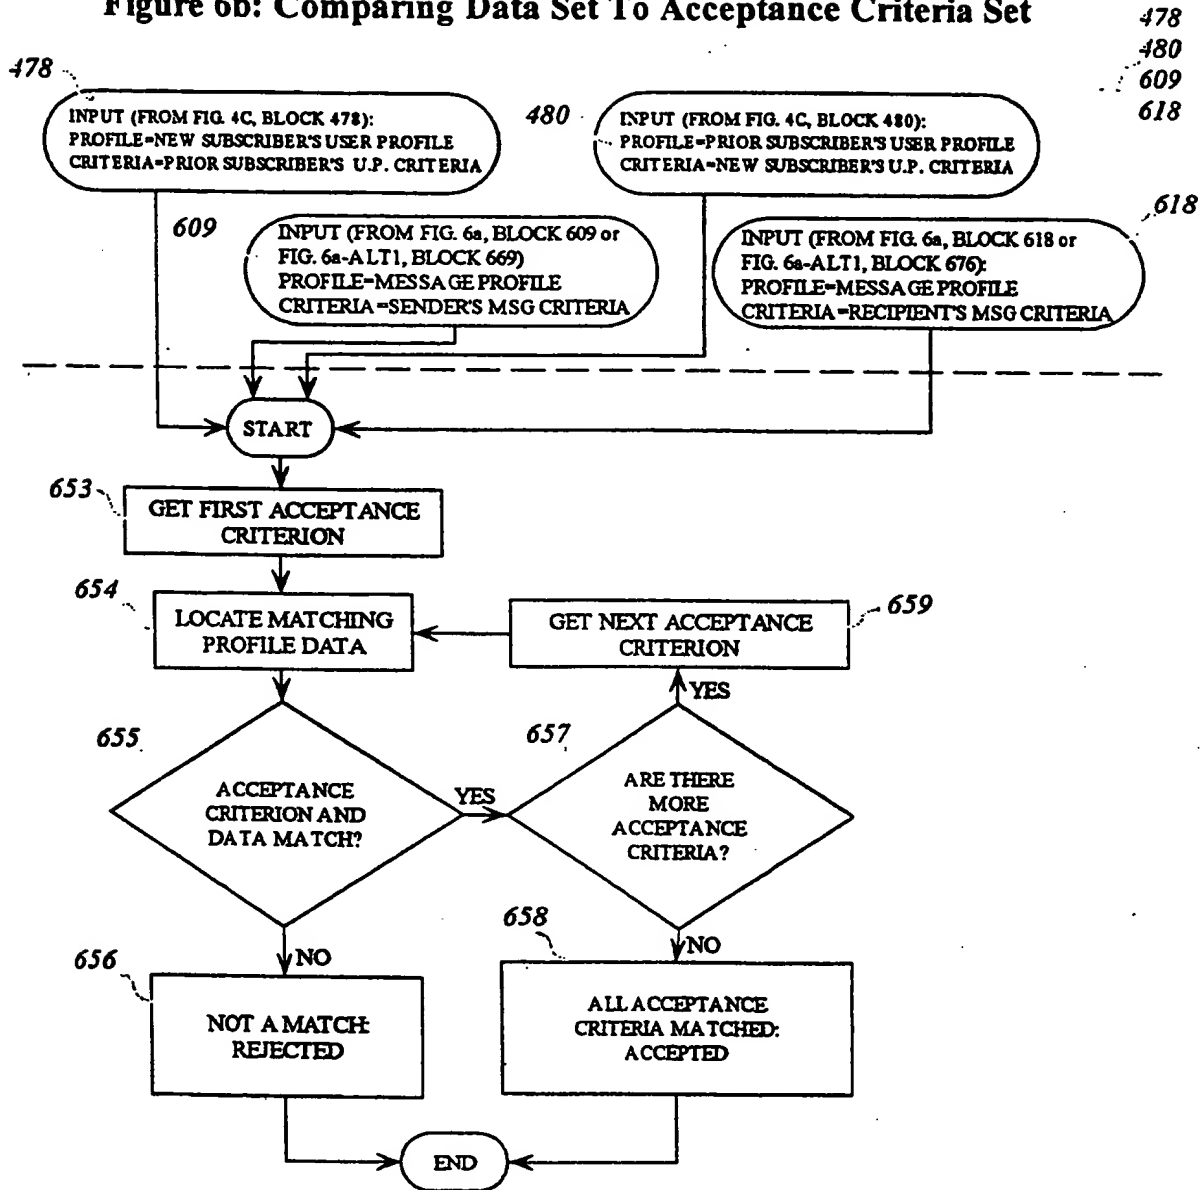 Figure 6b: Comparing Data Set To Acceptance Criteria Set
478
480
609
618
478
INPUT (FROM FIG. 4C, BLOCK 478):
PROFILE=NEW SUBSCRIBER'S USER PROFILE
CRITERIA=PRIOR SUBSCRIBER'S U.P. CRITERIA
480
INPUT (FROM FIG. 4C, BLOCK 480):
PROFILE=PRIOR SUBSCRIBER'S USER PROFILE
CRITERIA=NEW SUBSCRIBER'S U.P. CRITERIA
609
INPUT (FROM FIG. 6a, BLOCK 609 or
FIG. 6a-ALT1, BLOCK 669)
PROFILE=MESSAGE PROFILE
CRITERIA=SENDER'S MSG CRITERIA
618
INPUT (FROM FIG. 6a, BLOCK 618 or
FIG. 6a-ALT1, BLOCK 676):
PROFILE=MESSAGE PROFILE
CRITERIA=RECIPIENT'S MSG CRITERIA
START
653
GET FIRST ACCEPTANCE
CRITERION
654
LOCATE MATCHING
PROFILE DATA
GET NEXT ACCEPTANCE
CRITERION
659
YES
655
ACCEPTANCE
CRITERION AND
DATA MATCH?
YES
657
ARE THERE
MORE
ACCEPTANCE
CRITERIA?
NO
656
NOT A MATCH:
REJECTED
NO
658
ALL ACCEPTANCE
CRITERIA MATCHED:
ACCEPTED
END